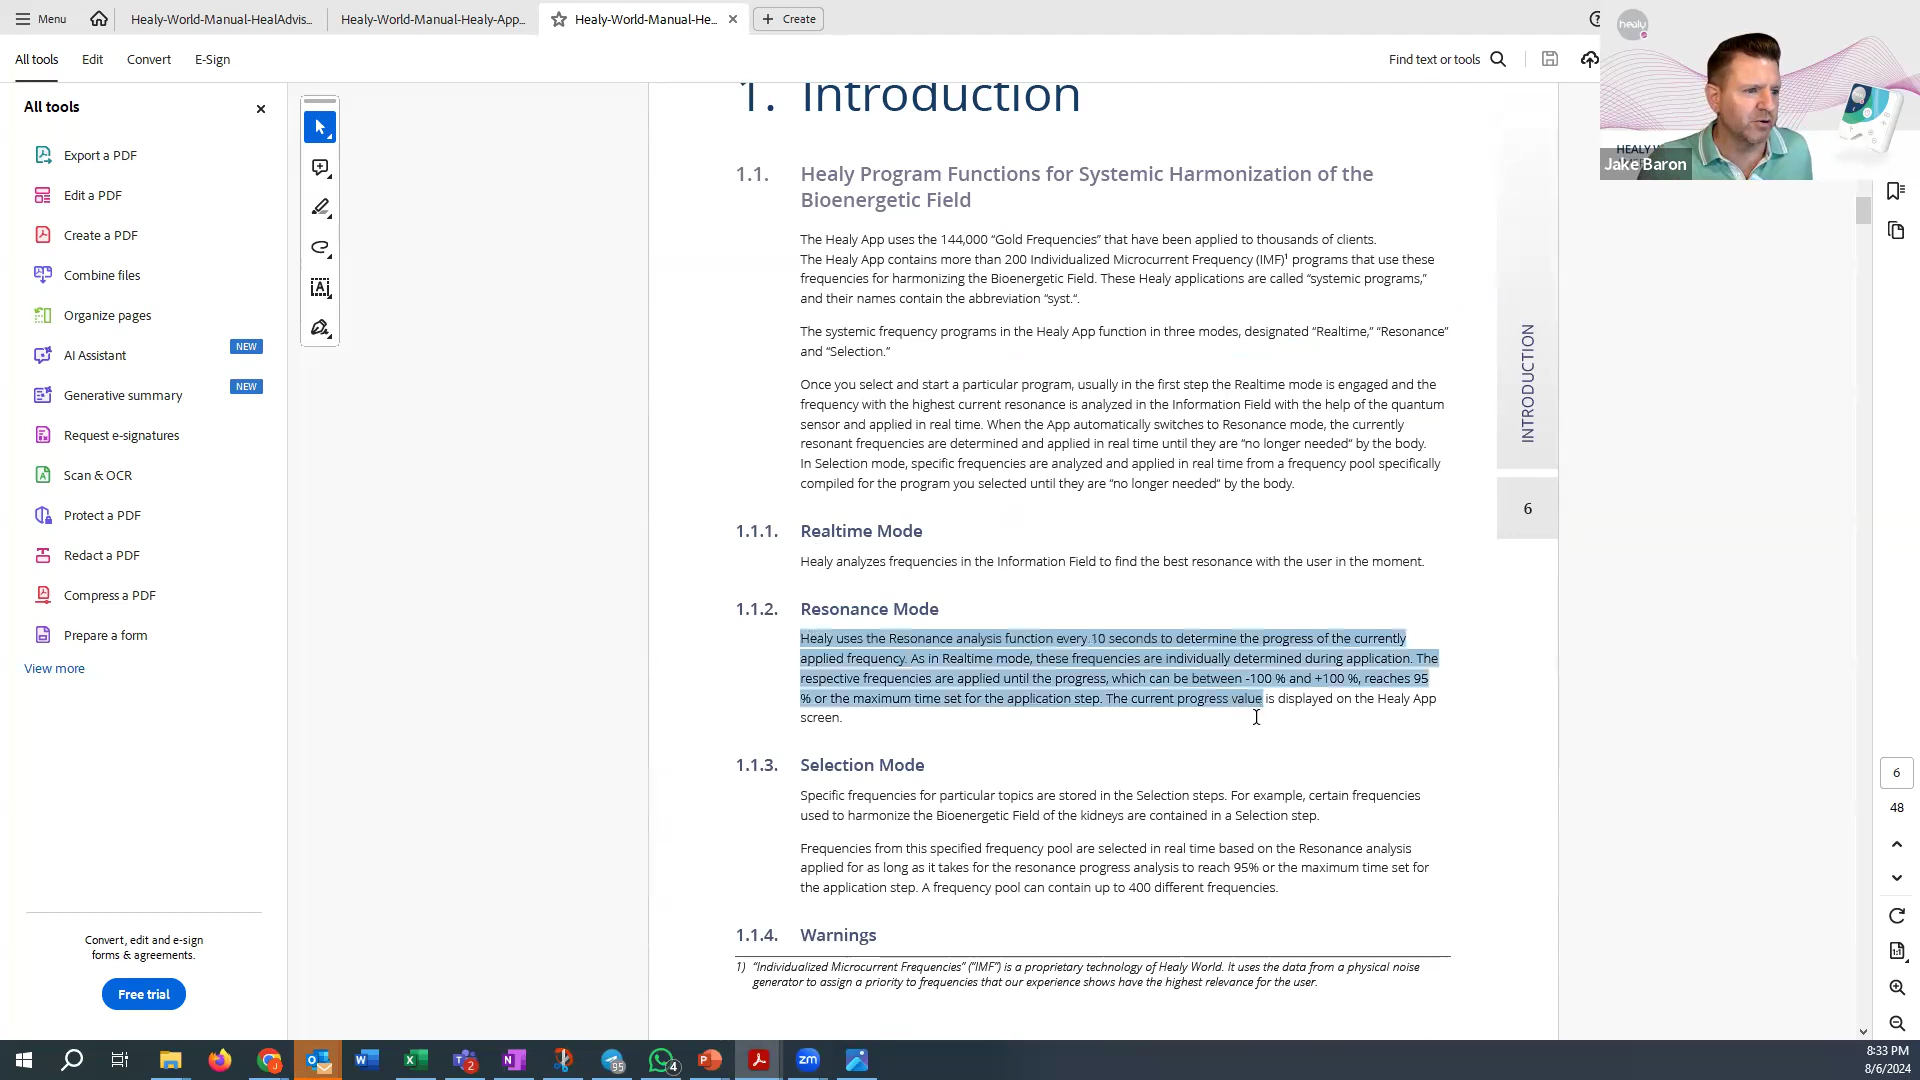 Menu
Healy-World-Manual-HealAdvis...
Healy-World-Manual-Healy-App...
Healy-World-Manual-He...
Create
All tools
Edit
Convert
E-Sign
Find text or tools
healy
HEALY W
Jake Baron
All tools
Export a PDF
Edit a PDF
Create a PDF
Combine files
Organize pages
AI Assistant
NEW
Generative summary
NEW
Request e-signatures
Scan & OCR
Protect a PDF
Redact a PDF
Compress a PDF
Prepare a form
View more
Convert, edit and e-sign
forms & agreements.
Free trial
1. Introduction
1.1. Healy Program Functions for Systemic Harmonization of the
Bioenergetic Field
The Healy App uses the 144,000 “Gold Frequencies” that have been applied to thousands of clients.
The Healy App contains more than 200 Individualized Microcurrent Frequency (IMF)¹ programs that use these
frequencies for harmonizing the Bioenergetic Field. These Healy applications are called “systemic programs,”
and their names contain the abbreviation “syst.“.
The systemic frequency programs in the Healy App function in three modes, designated “Realtime,” “Resonance”
and “Selection.”
Once you select and start a particular program, usually in the first step the Realtime mode is engaged and the
frequency with the highest current resonance is analyzed in the Information Field with the help of the quantum
sensor and applied in real time. When the App automatically switches to Resonance mode, the currently
resonant frequencies are determined and applied in real time until they are “no longer needed“ by the body.
In Selection mode, specific frequencies are analyzed and applied in real time from a frequency pool specifically
compiled for the program you selected until they are “no longer needed“ by the body.
1.1.1. Realtime Mode
Healy analyzes frequencies in the Information Field to find the best resonance with the user in the moment.
1.1.2. Resonance Mode
Healy uses the Resonance analysis function every 10 seconds to determine the progress of the currently
applied frequency. As in Realtime mode, these frequencies are individually determined during application. The
respective frequencies are applied until the progress, which can be between -100 % and +100 %, reaches 95
% or the maximum time set for the application step. The current progress value is displayed on the Healy App
screen.
1.1.3. Selection Mode
Specific frequencies for particular topics are stored in the Selection steps. For example, certain frequencies
used to harmonize the Bioenergetic Field of the kidneys are contained in a Selection step.
Frequencies from this specified frequency pool are selected in real time based on the Resonance analysis
applied for as long as it takes for the resonance progress analysis to reach 95% or the maximum time set for
the application step. A frequency pool can contain up to 400 different frequencies.
1.1.4. Warnings
1) “Individualized Microcurrent Frequencies” (“IMF”) is a proprietary technology of Healy World. It uses the data from a physical noise
generator to assign a priority to frequencies that our experience shows have the highest relevance for the user.
INTRODUCTION
6
6
48
2
95
4
zm
8:33 PM
8/6/2024